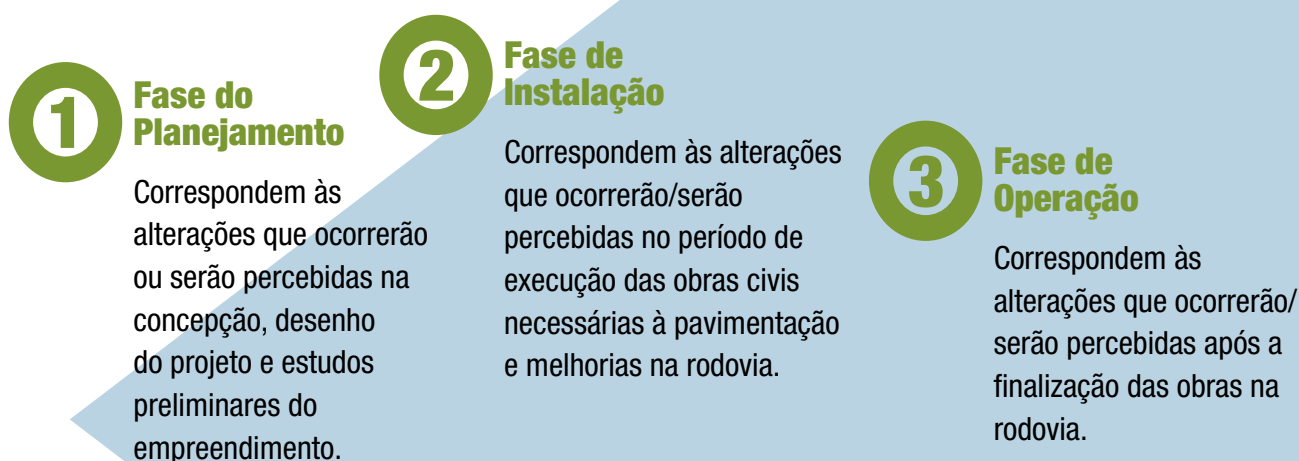 1
Fase do
Planejamento
Correspondem às
alterações que ocorrerão
ou serão percebidas na
concepção, desenho
do projeto e estudos
preliminares do
empreendimento.
2
Fase de
Instalação
Correspondem às alterações
que ocorrerão/serão
percebidas no período de
execução das obras civis
necessárias à pavimentação
e melhorias na rodovia.
3
Fase de
Operação
Correspondem às
alterações que ocorrerão/
serão percebidas após a
finalização das obras na
rodovia.